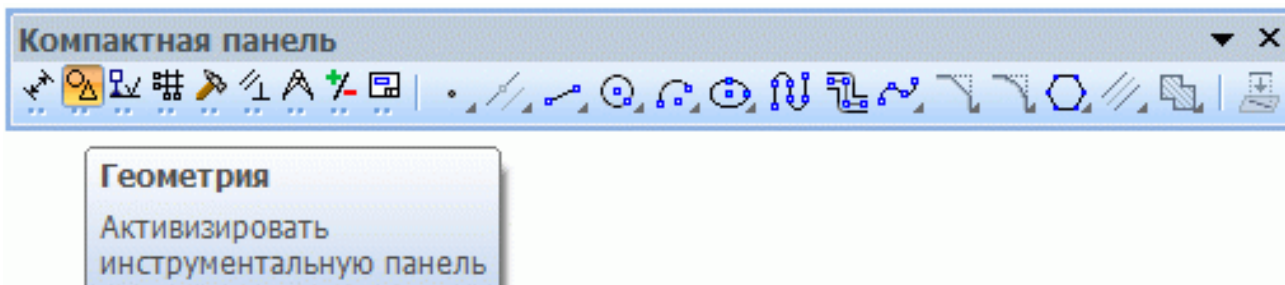 Компактная панель
Геометрия
Активизировать
инструментальную панель